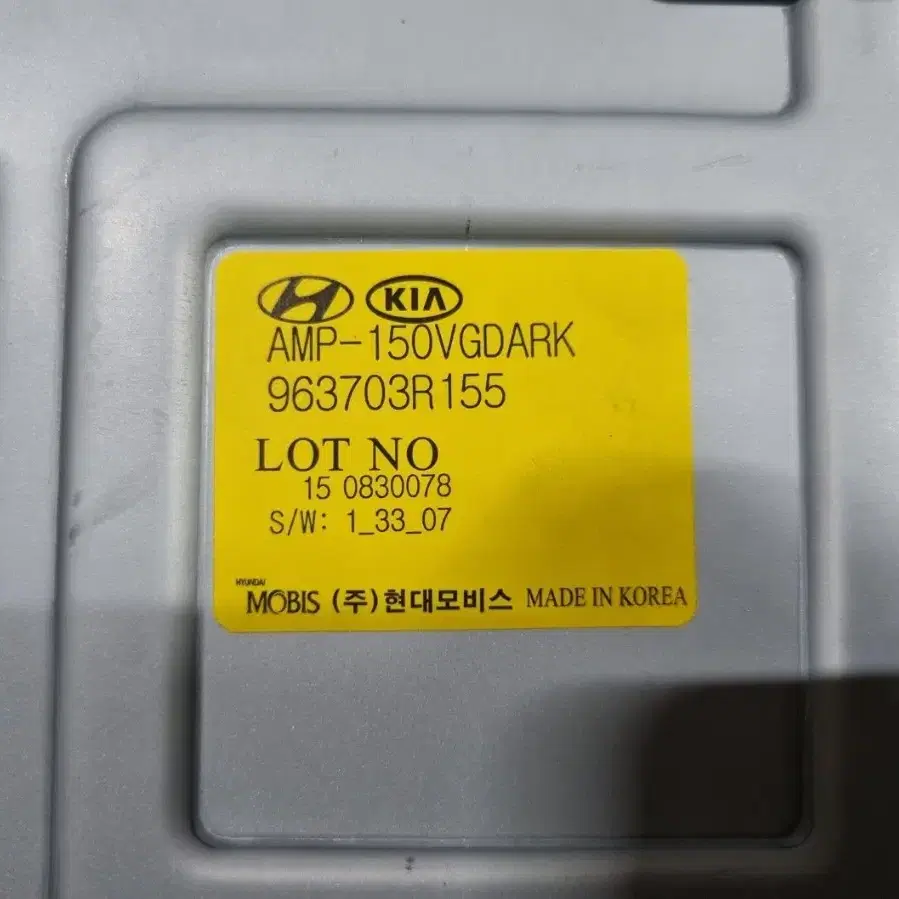 KIA
AMP-150VGDARK
963703R155
LOT NO
15 0830078
S/W: 1_33_07
HYUNDAI
MOBIS (주)현대모비스 MADE IN KOREA